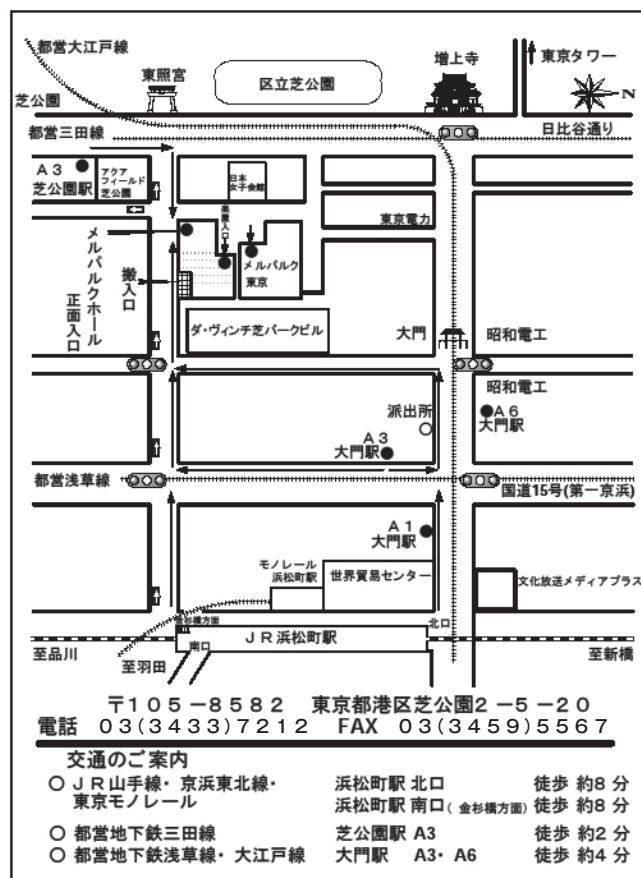 都営大江戸線
東照宮
区立芝公園
増上寺
東京タワー
N
芝公園
都営三田線
日比谷通り
A3
芝公園駅
アクア
フィールド
芝公園
日本
女子会館
東京電力
楽屋入口
メルパルクホール
正面入口
搬入口
メルパルク
東京
ダ・ヴィンチ芝パークビル
大門
昭和電工
昭和電工
派出所
A6
大門駅
A3
大門駅
都営浅草線
国道15号(第一京浜)
A1
大門駅
モノレール
浜松町駅
世界貿易センター
文化放送メディアプラス
金杉橋方面
北口
JR浜松町駅
南口
至品川
至羽田
至新橋
〒105-8582 東京都港区芝公園2-5-20
電話 03(3433)7212 FAX 03(3459)5567
交通のご案内
○ JR山手線・京浜東北線・ 浜松町駅 北口 徒歩 約8分
東京モノレール 浜松町駅 南口(金杉橋方面) 徒歩 約8分
○ 都営地下鉄三田線 芝公園駅 A3 徒歩 約2分
○ 都営地下鉄浅草線・大江戸線 大門駅 A3・A6 徒歩 約4分